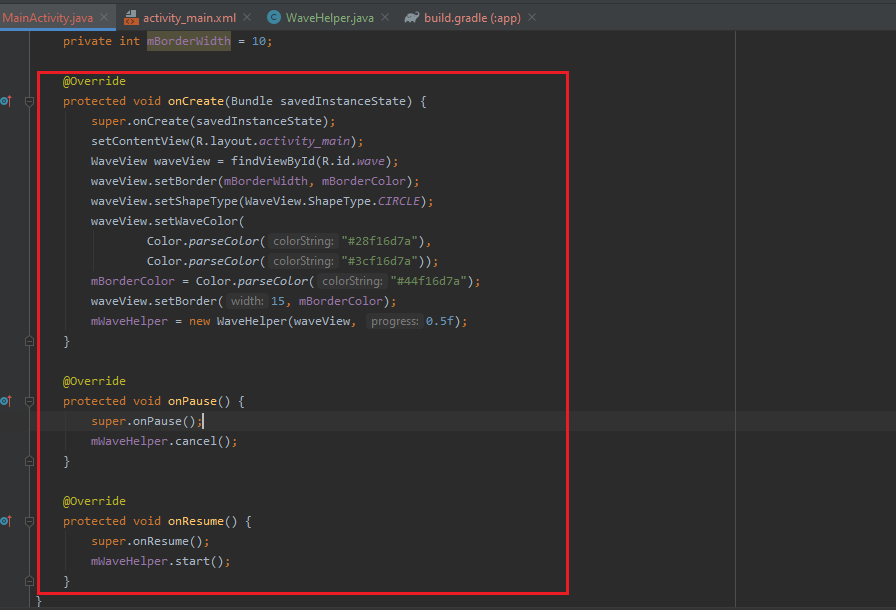 MainActivity.java × activity_main.xml × C WaveHelper.java × build.gradle (:app) ×
private int mBorderWidth = 10;
@Override
protected void onCreate(Bundle savedInstanceState) {
super.onCreate(savedInstanceState);
setContentView(R.layout.activity_main);
WaveView waveView = findViewById(R.id.wave);
waveView.setBorder(mBorderWidth, mBorderColor);
waveView.setShapeType(WaveView.ShapeType.CIRCLE);
waveView.setWaveColor(
Color.parseColor( colorString: "#28f16d7a"),
Color.parseColor( colorString: "#3cf16d7a"));
mBorderColor = Color.parseColor( colorString: "#44f16d7a");
waveView.setBorder( width: 15, mBorderColor);
mWaveHelper = new WaveHelper(waveView, progress: 0.5f);
}
@Override
protected void onPause() {
super.onPause();
mWaveHelper.cancel();
}
@Override
protected void onResume() {
super.onResume();
mWaveHelper.start();
}
}